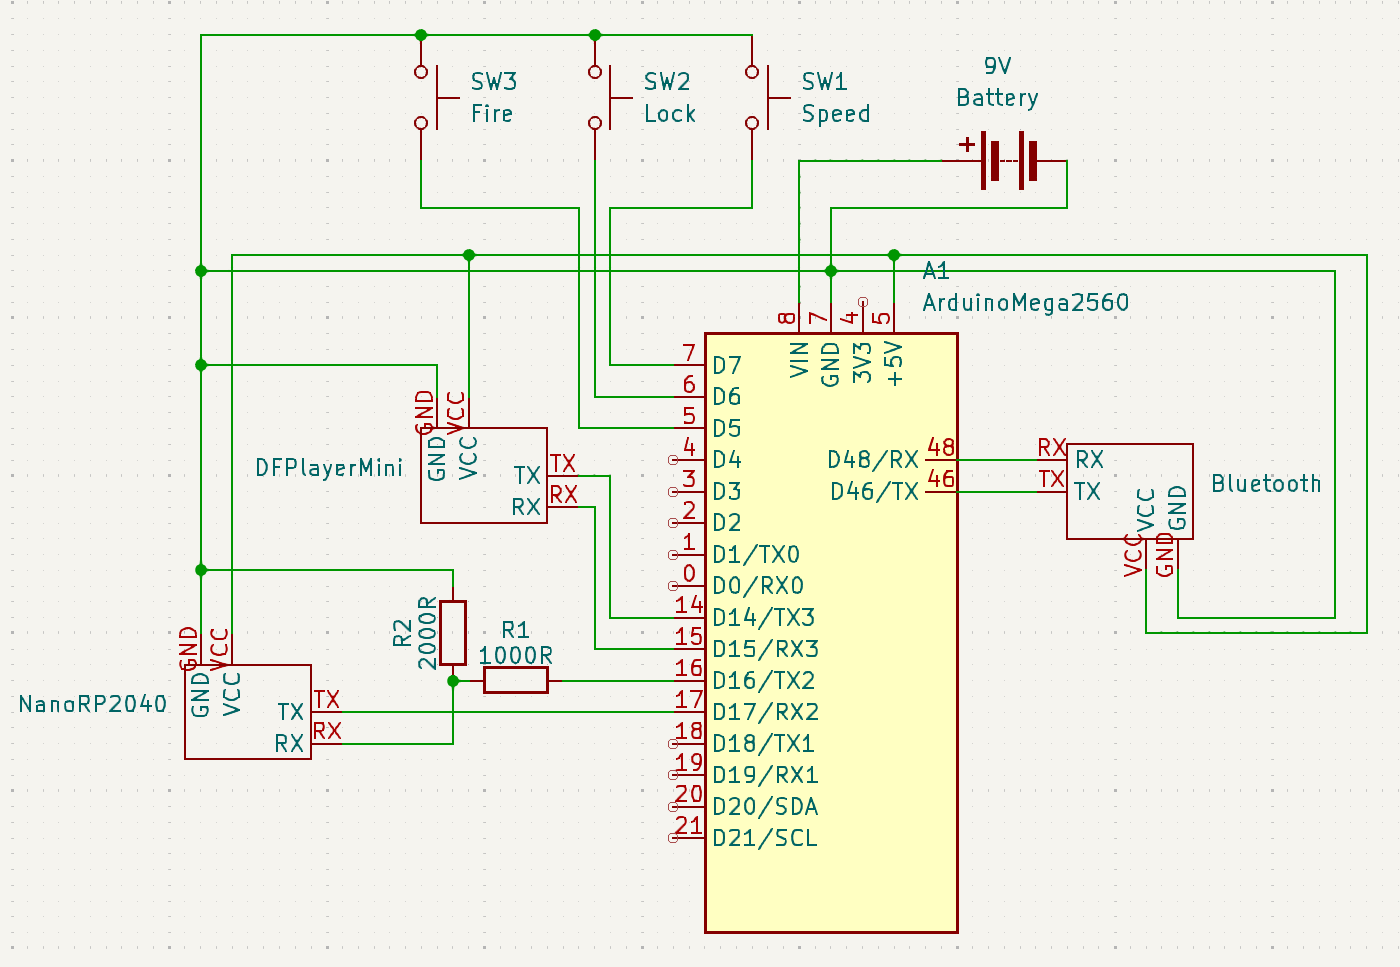 SW3
Fire
SW2
Lock
SW1
Speed
9V
Battery
+
A1
ArduinoMega2560
8
7
4
5
VIN
GND
3V3
+5V
7
D7
6
D6
5
D5
4
D4
3
D3
2
D2
1
D1/TX0
0
D0/RX0
14
D14/TX3
15
D15/RX3
16
D16/TX2
17
D17/RX2
18
D18/TX1
19
D19/RX1
20
D20/SDA
21
D21/SCL
D48/RX
48
D46/TX
46
RX
RX
TX
TX
VCC
GND
VCC
GND
Bluetooth
DFPlayerMini
GND
VCC
GND
VCC
TX
TX
RX
RX
R2
2000R
R1
1000R
NanoRP2040
GND
VCC
GND
VCC
TX
TX
RX
RX